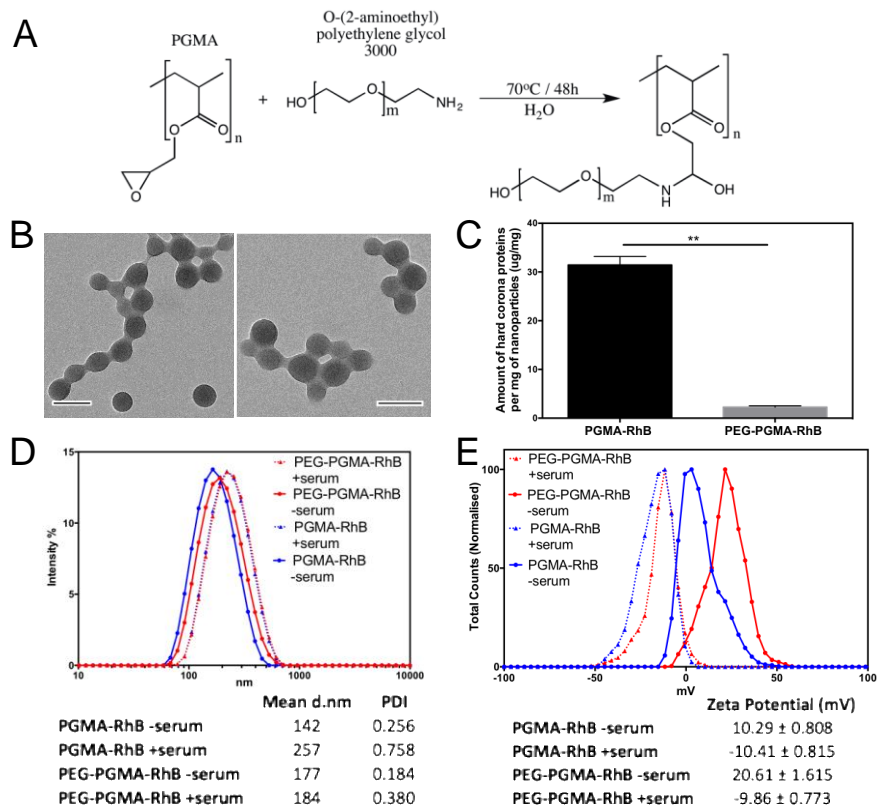 A
PGMA
O-(2-aminoethyl)
polyethylene glycol
3000
O
O
n
O
+
HO
O
m
NH₂
70°C / 48h
H₂O
O
O
n
HO
O
m
N
H
OH
B
C
Amount of hard corona proteins
per mg of nanoparticles (ug/mg)
40
30
20
10
0
**
PGMA-RhB
PEG-PGMA-RhB
D
Intensity %
15
10
5
0
10
100
1000
10000
nm
PEG-PGMA-RhB
+serum
PEG-PGMA-RhB
-serum
PGMA-RhB
+serum
PGMA-RhB
-serum
Mean d.nm PDI
PGMA-RhB -serum 142 0.256
PGMA-RhB +serum 257 0.758
PEG-PGMA-RhB -serum 177 0.184
PEG-PGMA-RhB +serum 184 0.380
E
Total Counts (Normalised)
100
50
0
-100
-50
0
50
100
mV
PEG-PGMA-RhB
+serum
PEG-PGMA-RhB
-serum
PGMA-RhB
+serum
PGMA-RhB
-serum
Zeta Potential (mV)
PGMA-RhB -serum 10.29 ± 0.808
PGMA-RhB +serum -10.41 ± 0.815
PEG-PGMA-RhB -serum 20.61 ± 1.615
PEG-PGMA-RhB +serum -9.86 ± 0.773